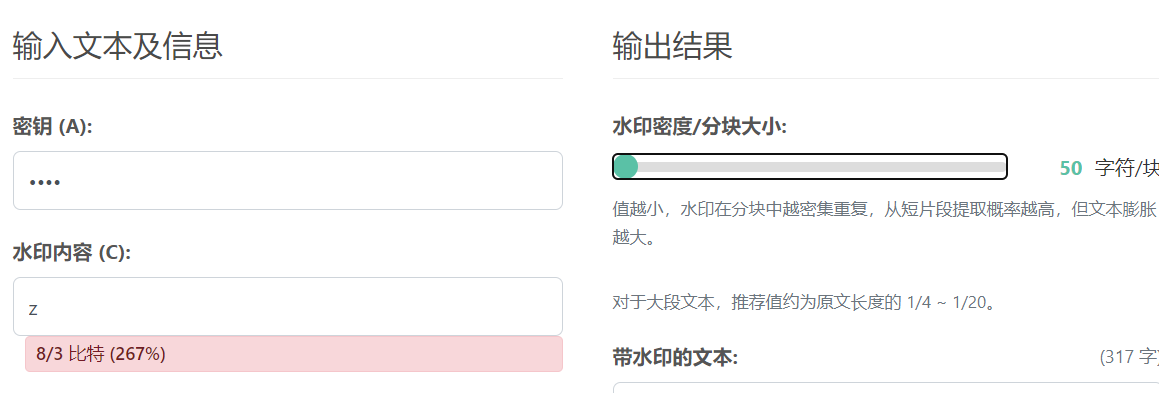 输入文本及信息
密钥 (A):
••••
水印内容 (C):
z
8/3 比特 (267%)
输出结果
水印密度/分块大小:
50 字符/块
值越小，水印在分块中越密集重复，从短片段提取概率越高，但文本膨胀
越大。
对于大段文本，推荐值约为原文长度的 1/4 ~ 1/20。
带水印的文本:
(317 字